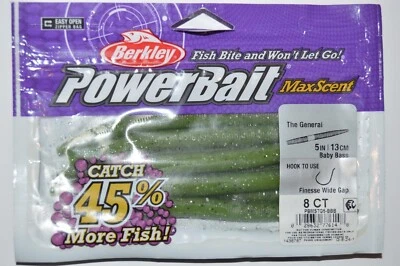 EASY OPEN
ZIPPER BAG
Berkley
Fish Bite and Won't Let Go!
PowerBait
MaxScent
The General
5IN | 13CM
Baby Bass
HOOK TO USE
Finesse Wide Gap
CATCH
45%
More Fish!
8 CT